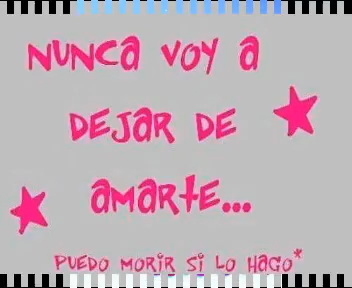 NUNCA VOY A
DEJAR DE
AMARTE...
PUEDO MORIR SI LO HAGO*